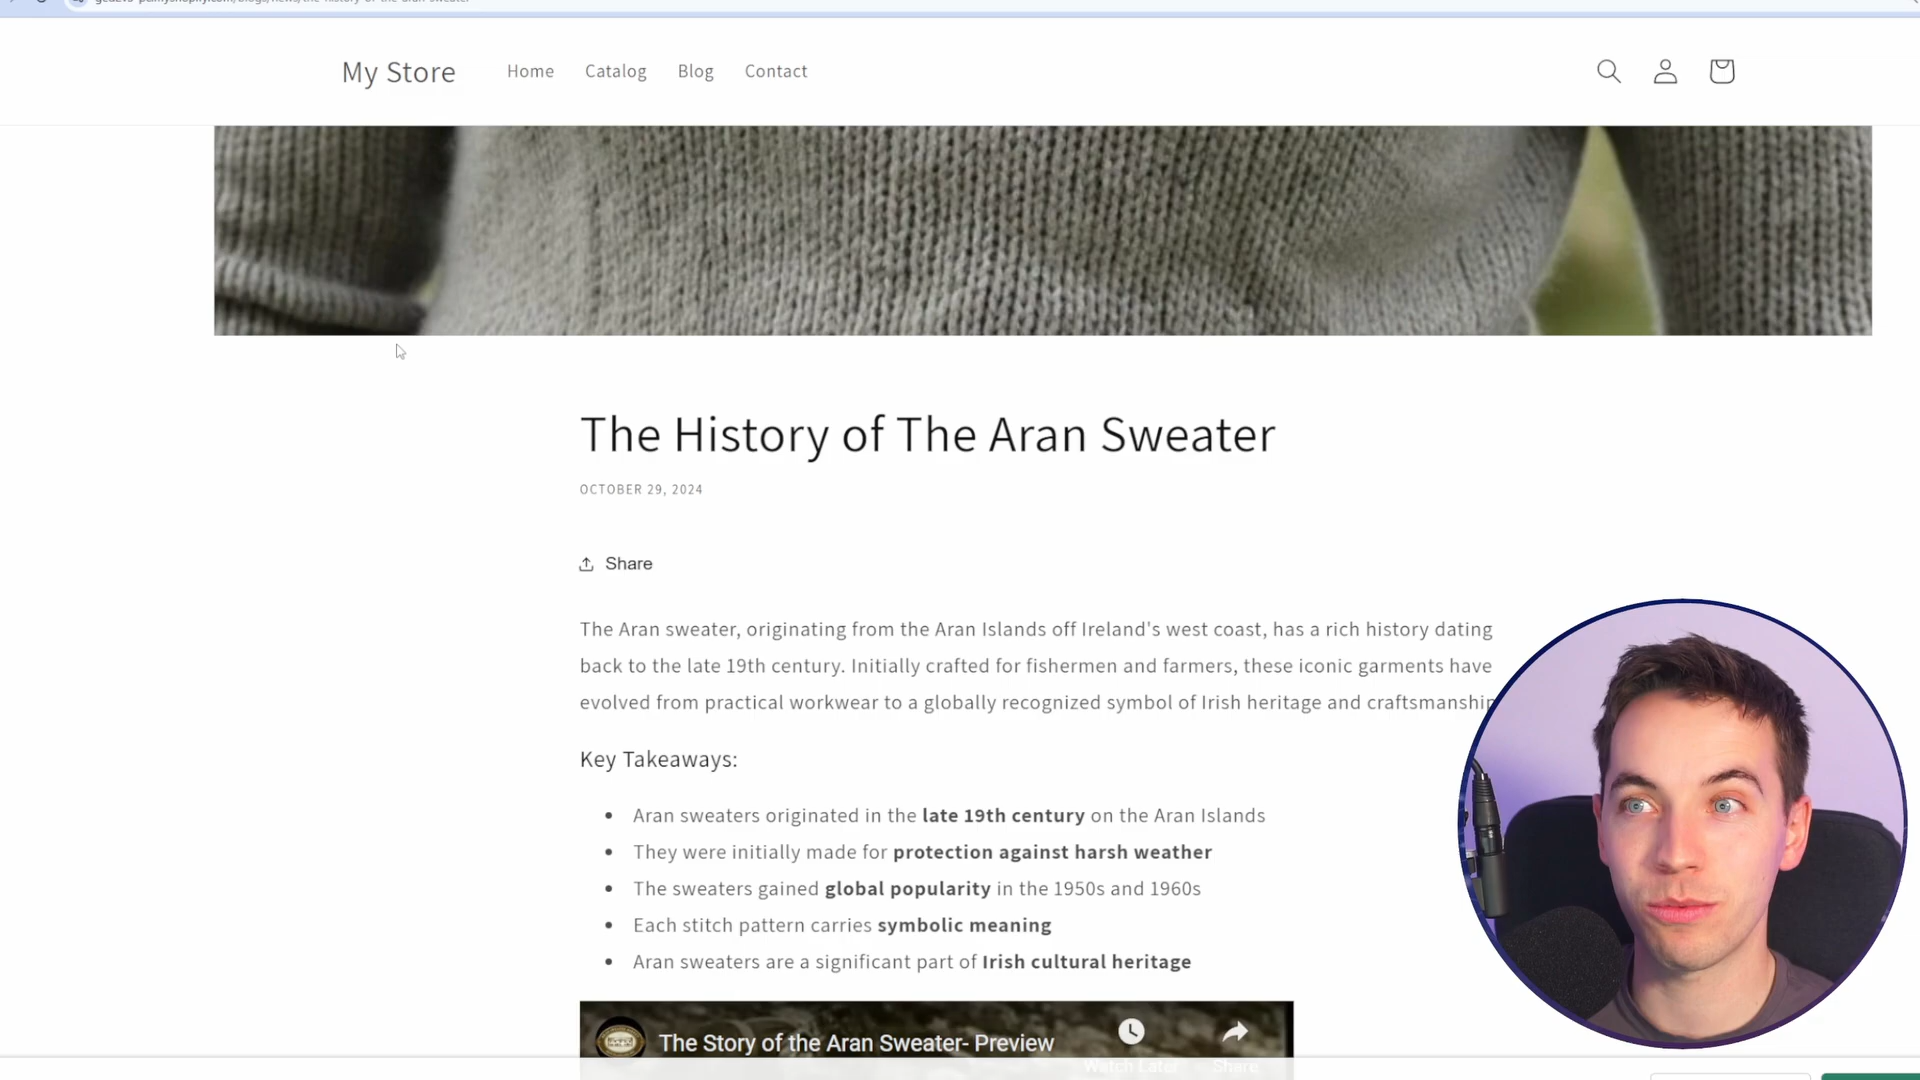 My Store
Home
Catalog
Blog
Contact
The History of The Aran Sweater
OCTOBER 29, 2024
Share
The Aran sweater, originating from the Aran Islands off Ireland's west coast, has a rich history dating
back to the late 19th century. Initially crafted for fishermen and farmers, these iconic garments have
evolved from practical workwear to a globally recognized symbol of Irish heritage and craftsmanship
Key Takeaways:
• Aran sweaters originated in the late 19th century on the Aran Islands
• They were initially made for protection against harsh weather
• The sweaters gained global popularity in the 1950s and 1960s
• Each stitch pattern carries symbolic meaning
• Aran sweaters are a significant part of Irish cultural heritage
The Story of the Aran Sweater- Preview
Watch Later
Share